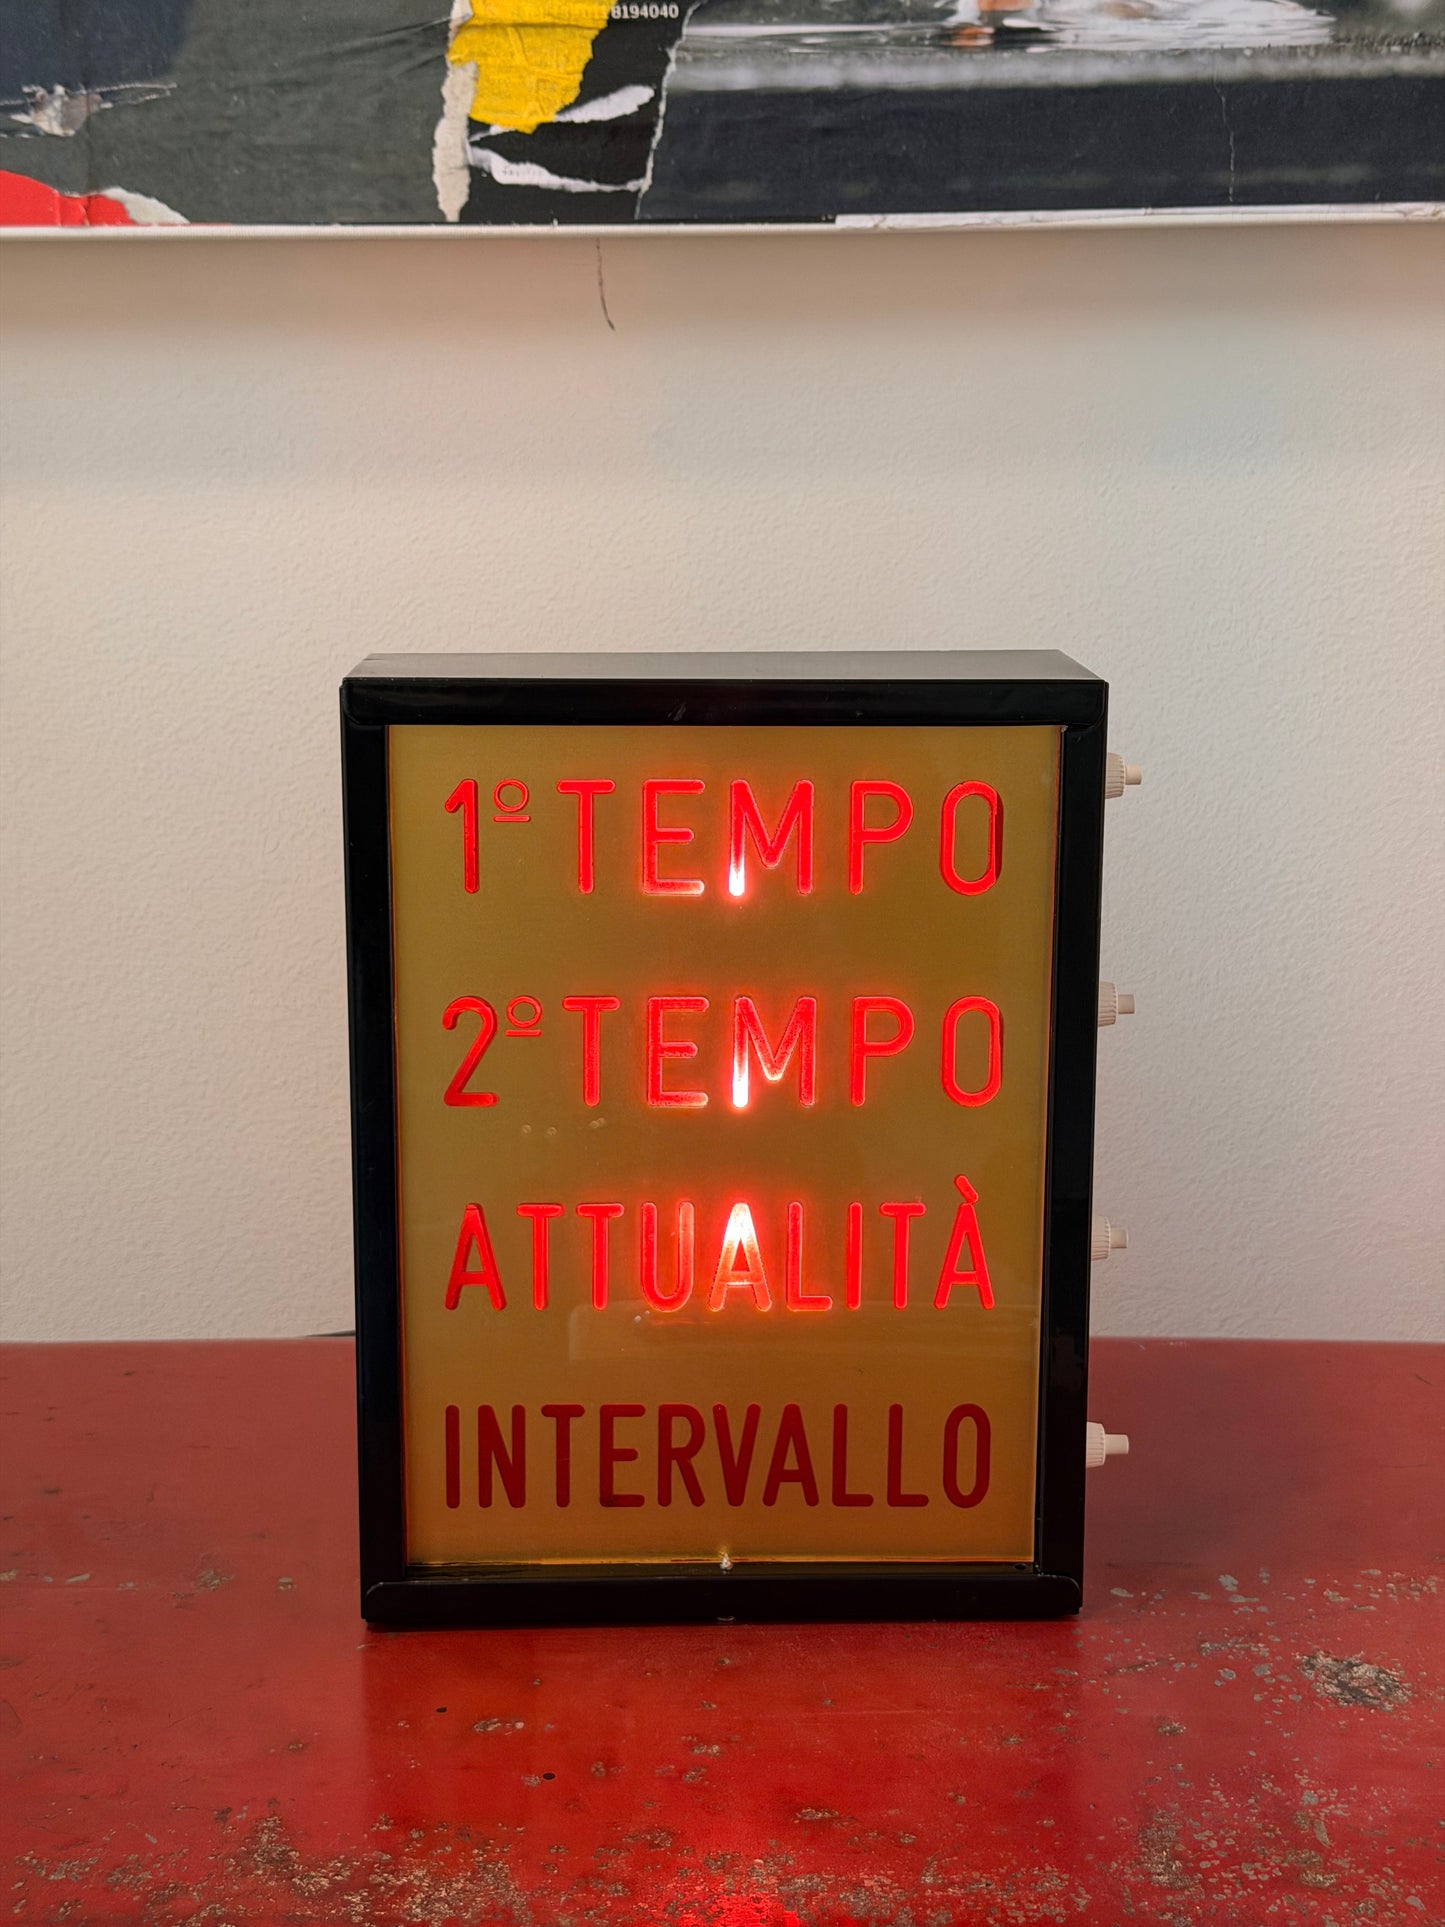 8194040
1º TEMPO
2º TEMPO
ATTUALITÀ
INTERVALLO